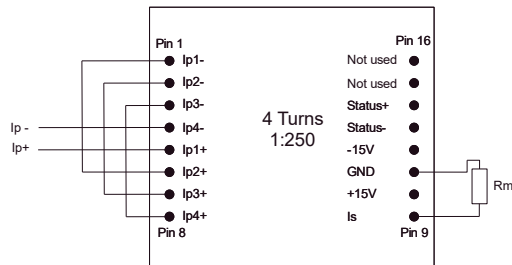 Pin 1
Pin 16
Ip1-
Not used
Ip2-
Not used
Ip3-
Status+
Ip -
Ip4-
4 Turns
1:250
Status-
Ip+
Ip1+
-15V
Ip2+
GND
Ip3+
+15V
Rm
Ip4+
Is
Pin 8
Pin 9